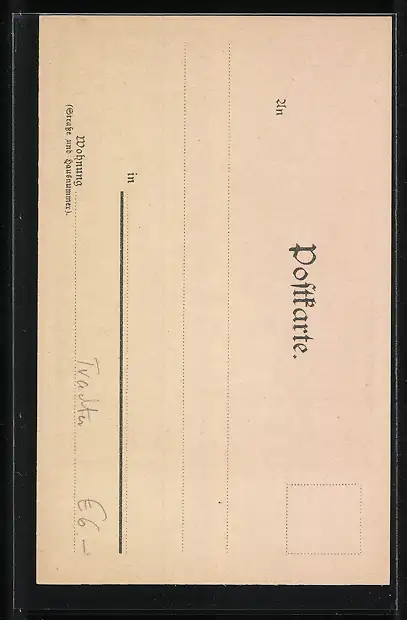 Postkarte.
An
in
Wohnung
(Straße und Hausnummer).
Trachten E6-